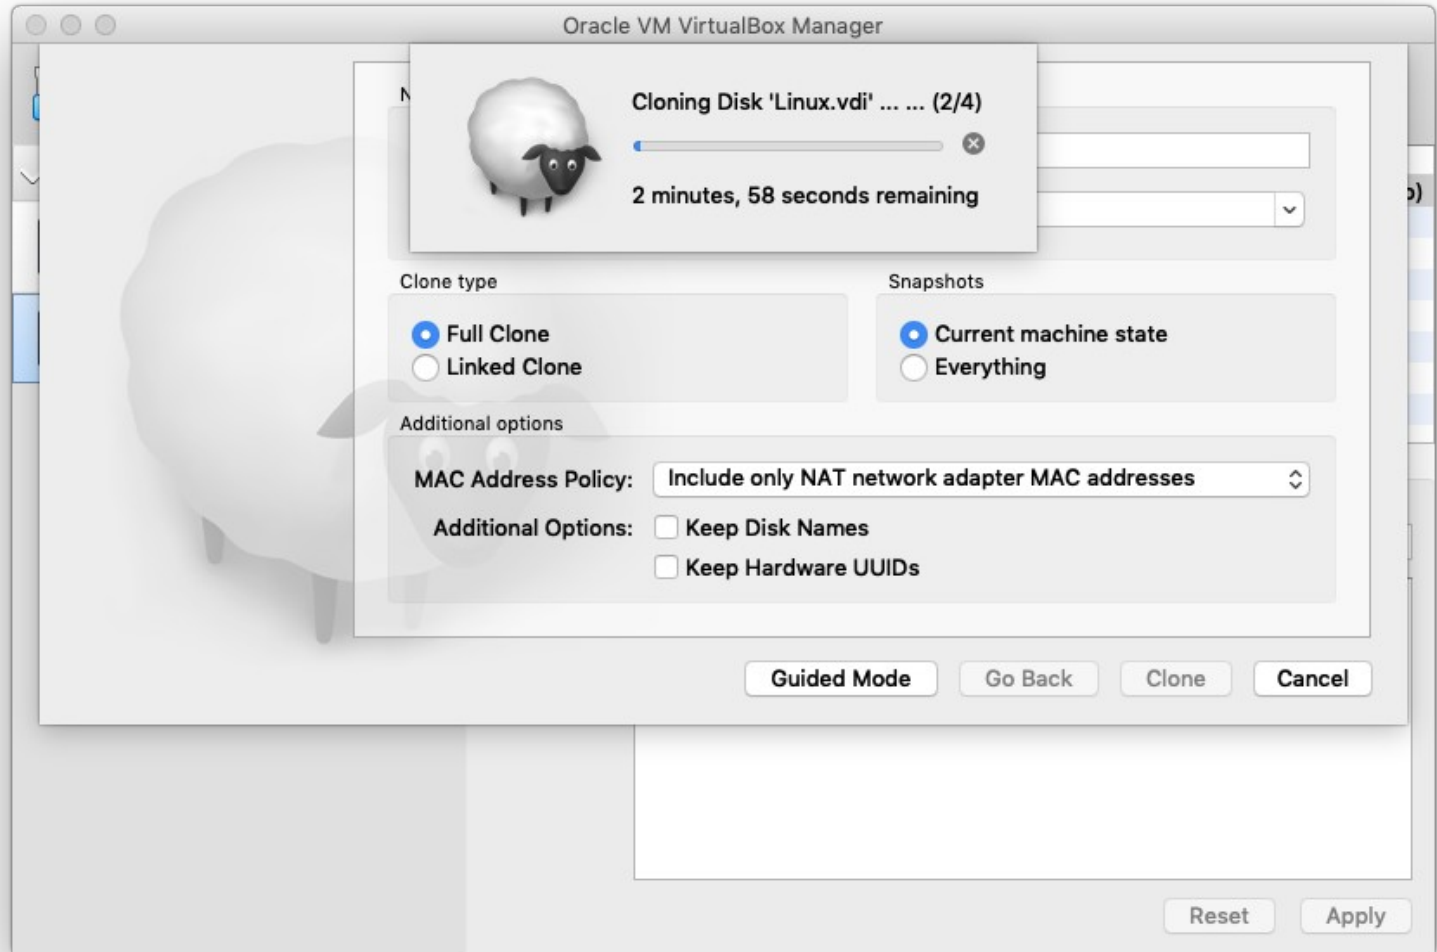 Oracle VM VirtualBox Manager
Cloning Disk 'Linux.vdi' ... ... (2/4)
2 minutes, 58 seconds remaining
Clone type
Snapshots
Full Clone
Linked Clone
Current machine state
Everything
Additional options
MAC Address Policy: Include only NAT network adapter MAC addresses
Additional Options: Keep Disk Names
Keep Hardware UUIDs
Guided Mode
Go Back
Clone
Cancel
Reset
Apply